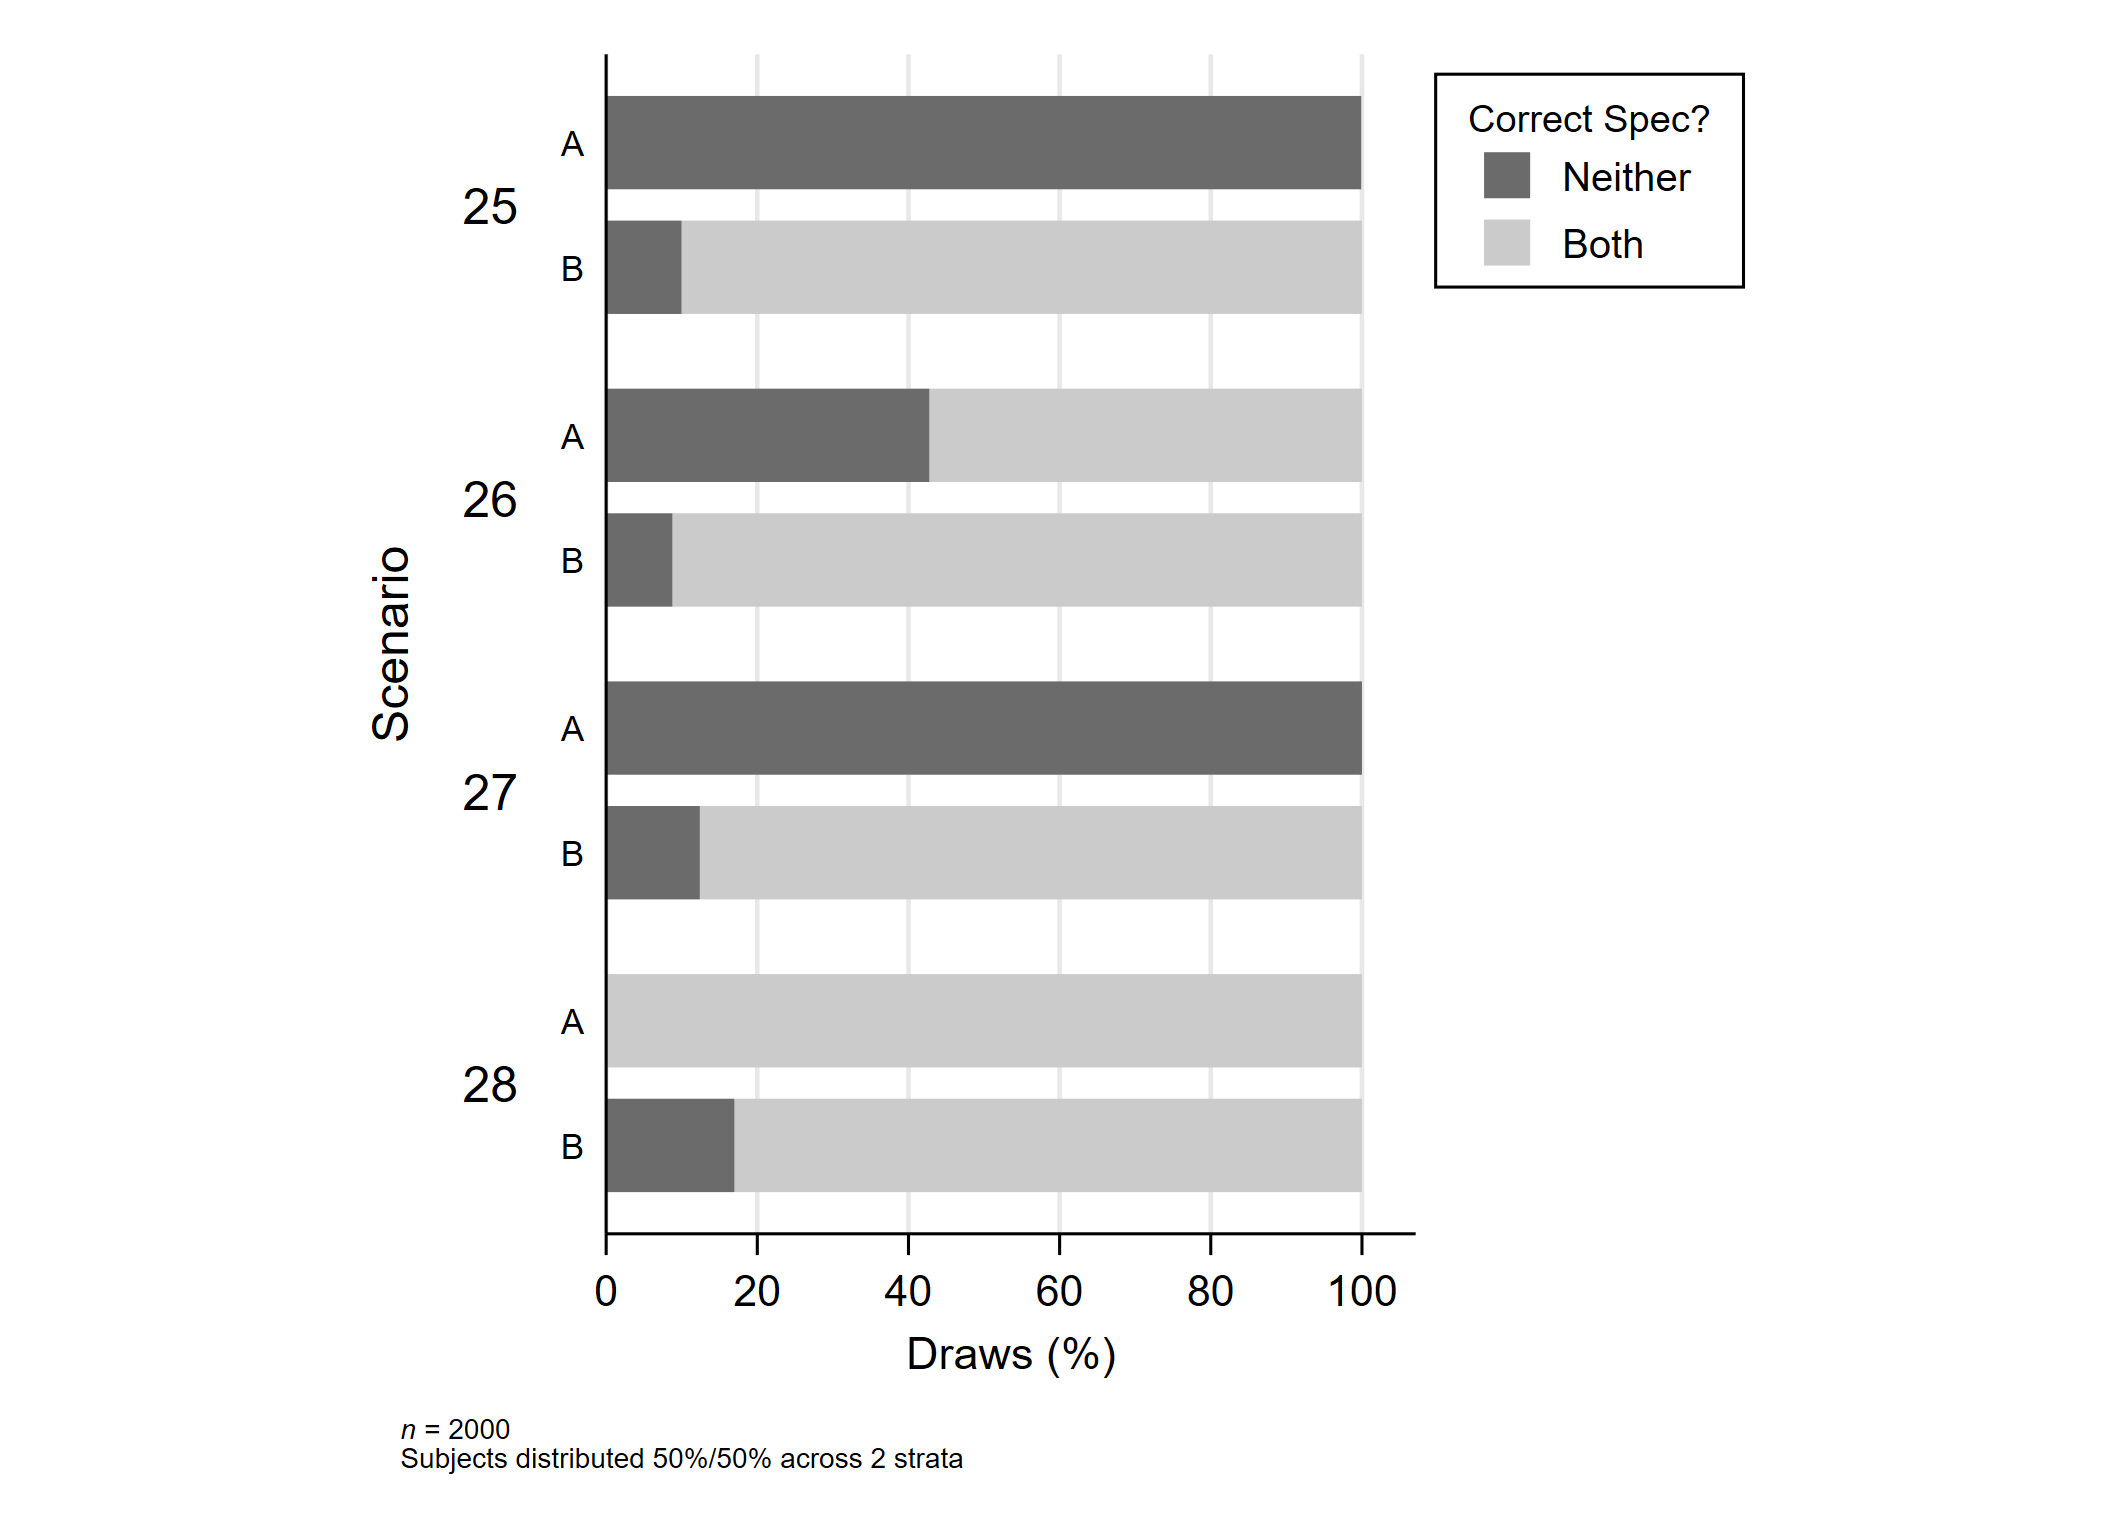 Correct Spec?
Neither
Both
Scenario
25
A
B
26
A
B
27
A
B
28
A
B
0 20 40 60 80 100
Draws (%)
n = 2000
Subjects distributed 50%/50% across 2 strata